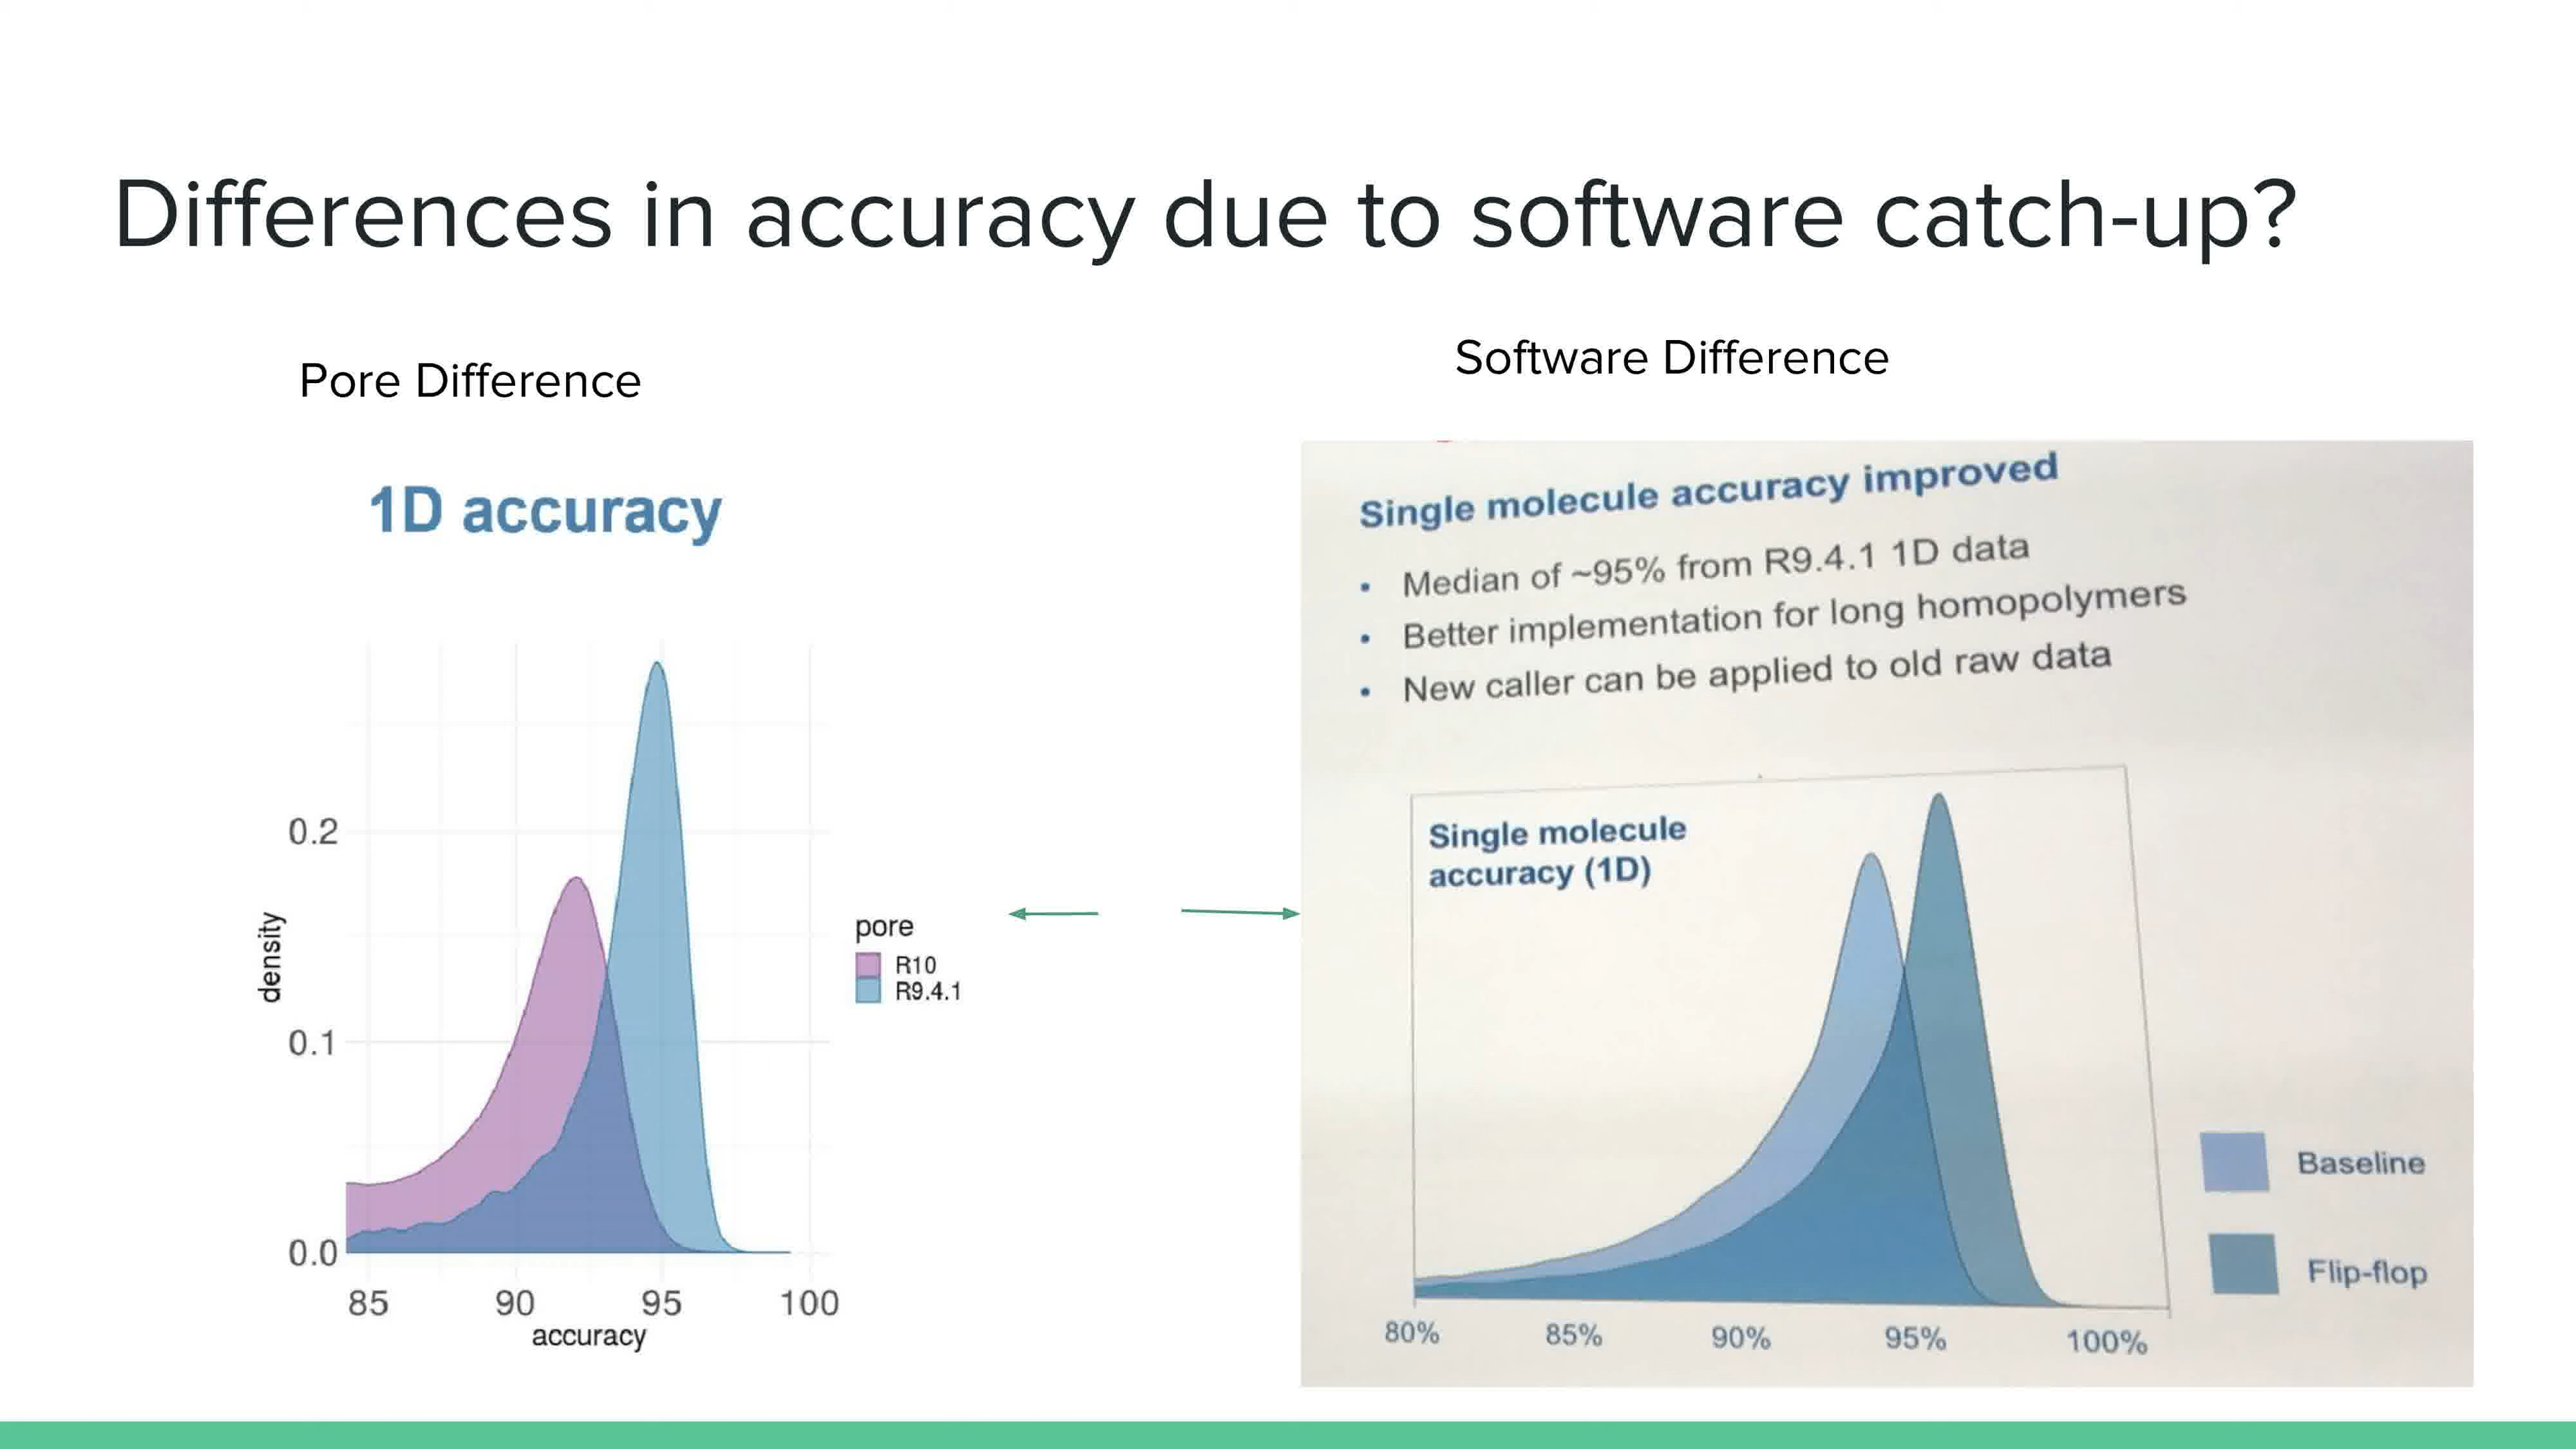 Differences in accuracy due to software catch-up?
Pore Difference
1D accuracy
density
0.2
0.1
0.0
85 90 95 100
accuracy
pore
R10
R9.4.1
Software Difference
Single molecule accuracy improved
• Median of ~95% from R9.4.1 1D data
• Better implementation for long homopolymers
• New caller can be applied to old raw data
Single molecule
accuracy (1D)
80% 85% 90% 95% 100%
Baseline
Flip-flop